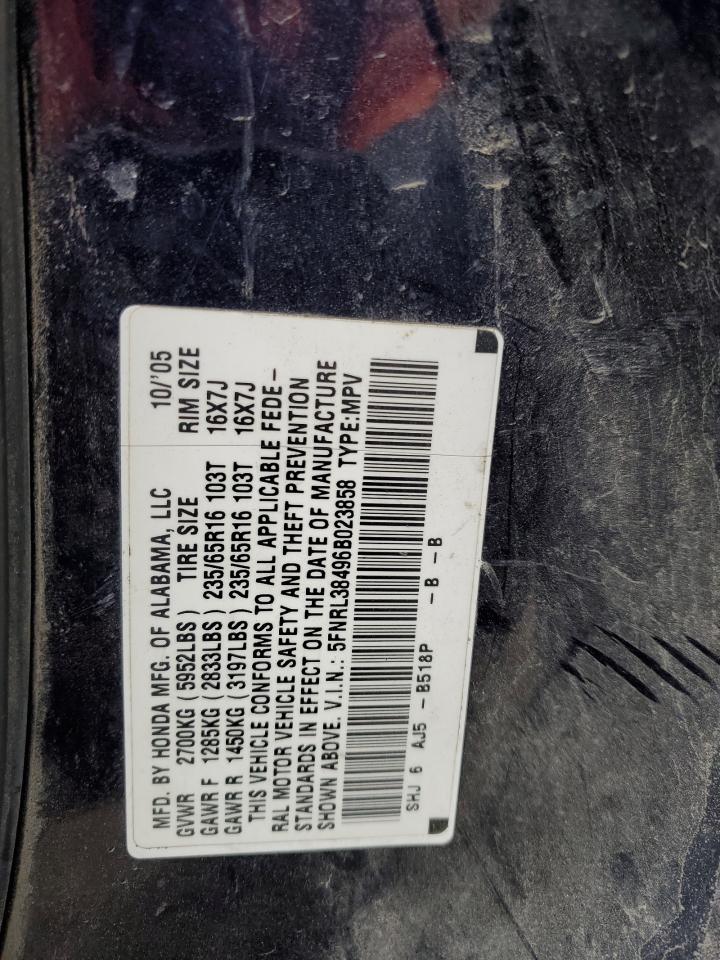 MFD. BY HONDA MFG. OF ALABAMA, LLC 10/'05
GVWR 2700KG (5952LBS) TIRE SIZE RIM SIZE
GAWR F 1285KG (2833LBS) 235/65R16 103T 16X7J
GAWR R 1450KG (3197LBS) 235/65R16 103T 16X7J
THIS VEHICLE CONFORMS TO ALL APPLICABLE FEDE-
RAL MOTOR VEHICLE SAFETY AND THEFT PREVENTION
STANDARDS IN EFFECT ON THE DATE OF MANUFACTURE
SHOWN ABOVE. V.I.N.: 5FNRL38496B023858 TYPE:MPV
SHJ 6 AJ5 -B518P -B -B